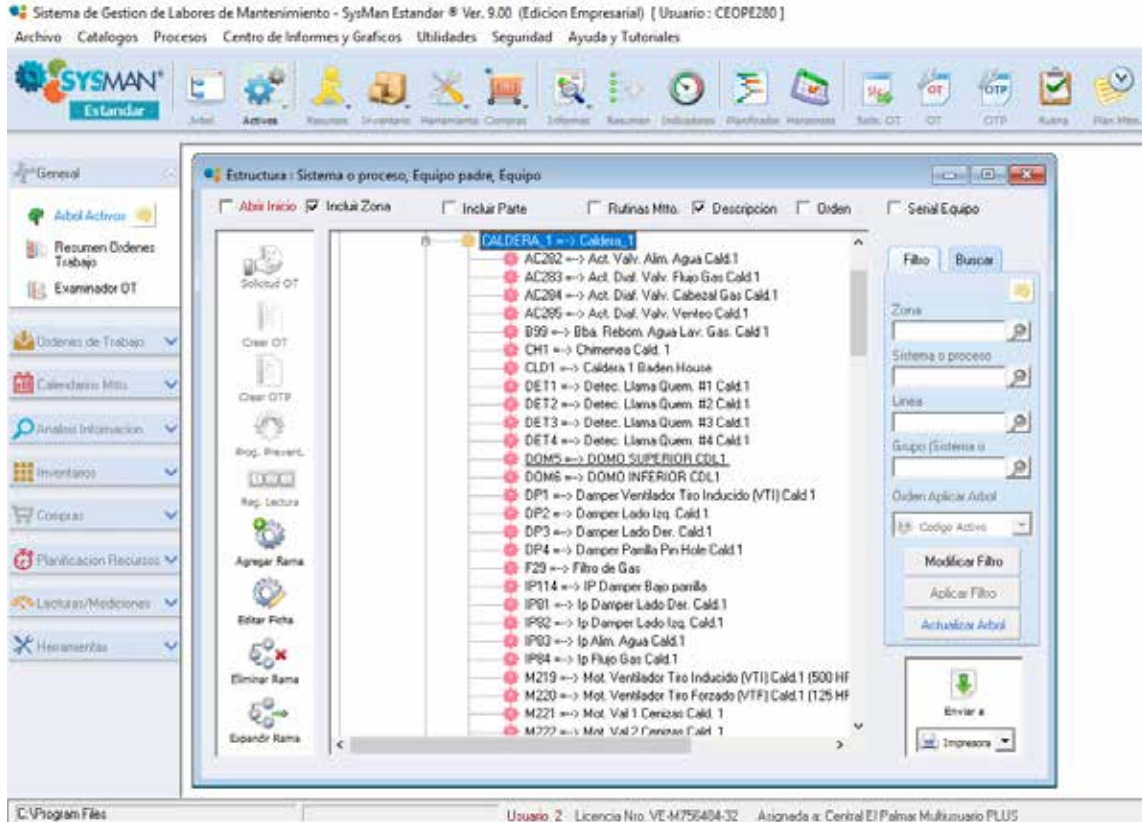 Sistema de Gestion de Labores de Mantenimiento - SysMan Estandar ® Ver. 9.00 (Edicion Empresarial) [ Usuario : CEOPE280 ]
Archivo Catalogos Procesos Centro de Informes y Graficos Utilidades Seguridad Ayuda y Tutoriales
SYSMAN
Estandar
Arbol Activos Recursos Inventario Herramienta Compras Informes Resumen Indicadores Planificador Horometros Solic. OT OT OTP Rutina Plan Mtto.
General
Arbol Activos
Resumen Ordenes Trabajo
Examinador OT
Ordenes de Trabajo
Calendarios Mtto.
Analisis Informacion
Inventarios
Compras
Planificacion Recursos
Lecturas/Mediciones
Herramientas
Estructura : Sistema o proceso, Equipo padre, Equipo
Abrir Inicio Incluir Zona Incluir Parte Rutinas Mtto. Descripcion Orden Serial Equipo
Solicitud OT
Crear OT
Crear OTP
Prog. Prevent.
Reg. Lectura
Agregar Rama
Editar Ficha
Eliminar Rama
Expandir Rama
CALDERA_1 =-> Caldera_1
AC282 =-> Act. Valv. Alim. Agua Cald.1
AC283 =-> Act. Diaf. Valv. Flujo Gas Cald.1
AC284 =-> Act. Diaf. Valv. Cabezal Gas Cald.1
AC285 =-> Act. Diaf. Valv. Venteo Cald.1
B99 =-> Bba. Rebom. Agua Lav. Gas. Cald 1
CH1 =-> Chimenea Cald. 1
CLD1 =-> Caldera 1 Baden House
DET1 =-> Detec. Llama Quem. #1 Cald.1
DET2 =-> Detec. Llama Quem. #2 Cald.1
DET3 =-> Detec. Llama Quem. #3 Cald.1
DET4 =-> Detec. Llama Quem. #4 Cald.1
DOM5 =-> DOMO SUPERIOR CDL1
DOM6 =-> DOMO INFERIOR CDL1
DP1 =-> Damper Ventilador Tiro Inducido (VTI) Cald 1
DP2 =-> Damper Lado Izq. Cald.1
DP3 =-> Damper Lado Der. Cald.1
DP4 =-> Damper Parrilla Pin Hole Cald.1
F29 =-> Filtro de Gas
IP114 =-> IP Damper Bajo parrilla
IP81 =-> Ip Damper Lado Der. Cald.1
IP82 =-> Ip Damper Lado Izq. Cald.1
IP83 =-> Ip Alim. Agua Cald.1
IP84 =-> Ip Flujo Gas Cald.1
M219 =-> Mot. Ventilador Tiro Inducido (VTI) Cald.1 (500 HF
M220 =-> Mot. Ventilador Tiro Forzado (VTF) Cald.1 (125 HF
M221 =-> Mot. Val 1 Cenizas Cald. 1
M222 =-> Mot. Val 2 Cenizas Cald. 1
Filtro Buscar
Zona
Sistema o proceso
Linea
Grupo (Sistema o
Orden Aplicar Arbol
Codigo Activo
Modificar Filtro
Aplicar Filtro
Actualizar Arbol
Enviar a
Impresora
C:\Program Files
Usuario 2 Licencia Nro. VE-M756404-32 Asignada a: Central El Palmar Multiusuario PLUS